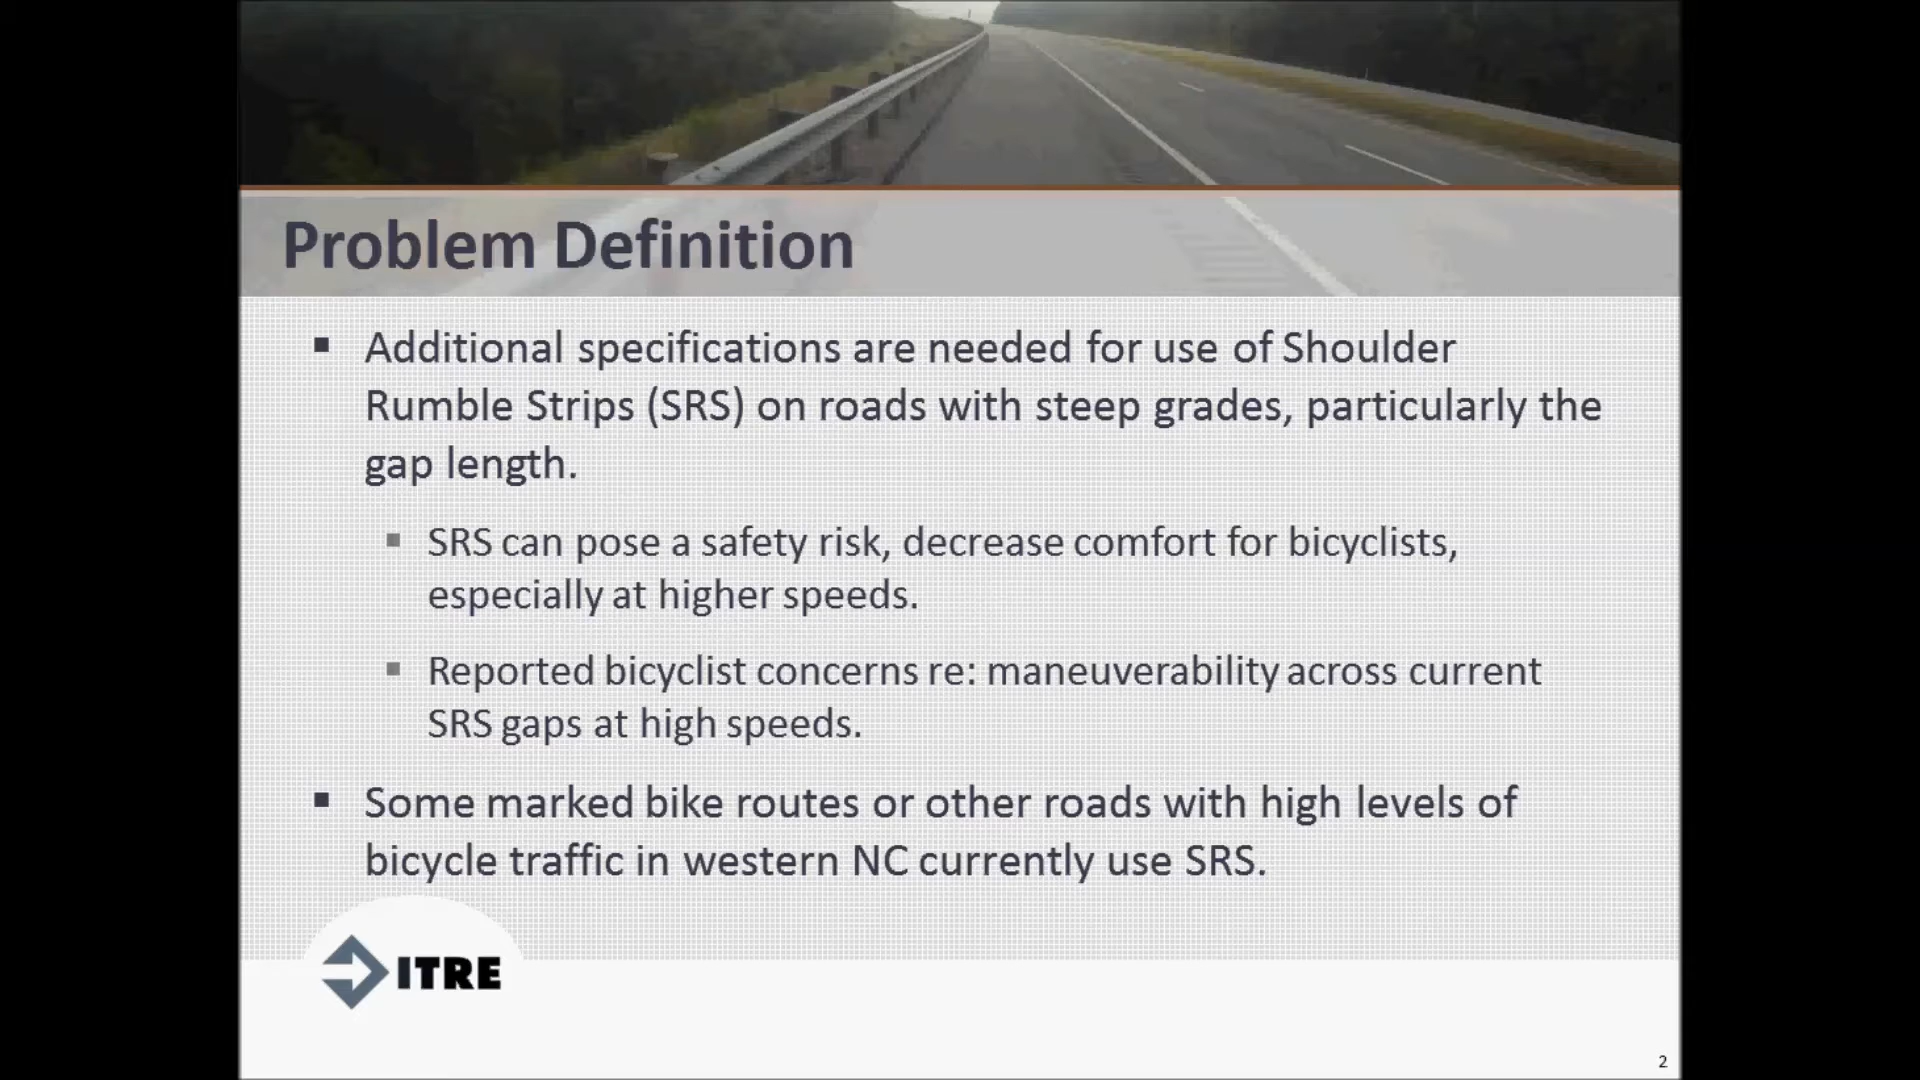 Problem Definition
Additional specifications are needed for use of Shoulder
Rumble Strips (SRS) on roads with steep grades, particularly the
gap length.
SRS can pose a safety risk, decrease comfort for bicyclists,
especially at higher speeds.
Reported bicyclist concerns re: maneuverability across current
SRS gaps at high speeds.
Some marked bike routes or other roads with high levels of
bicycle traffic in western NC currently use SRS.
ITRE
2